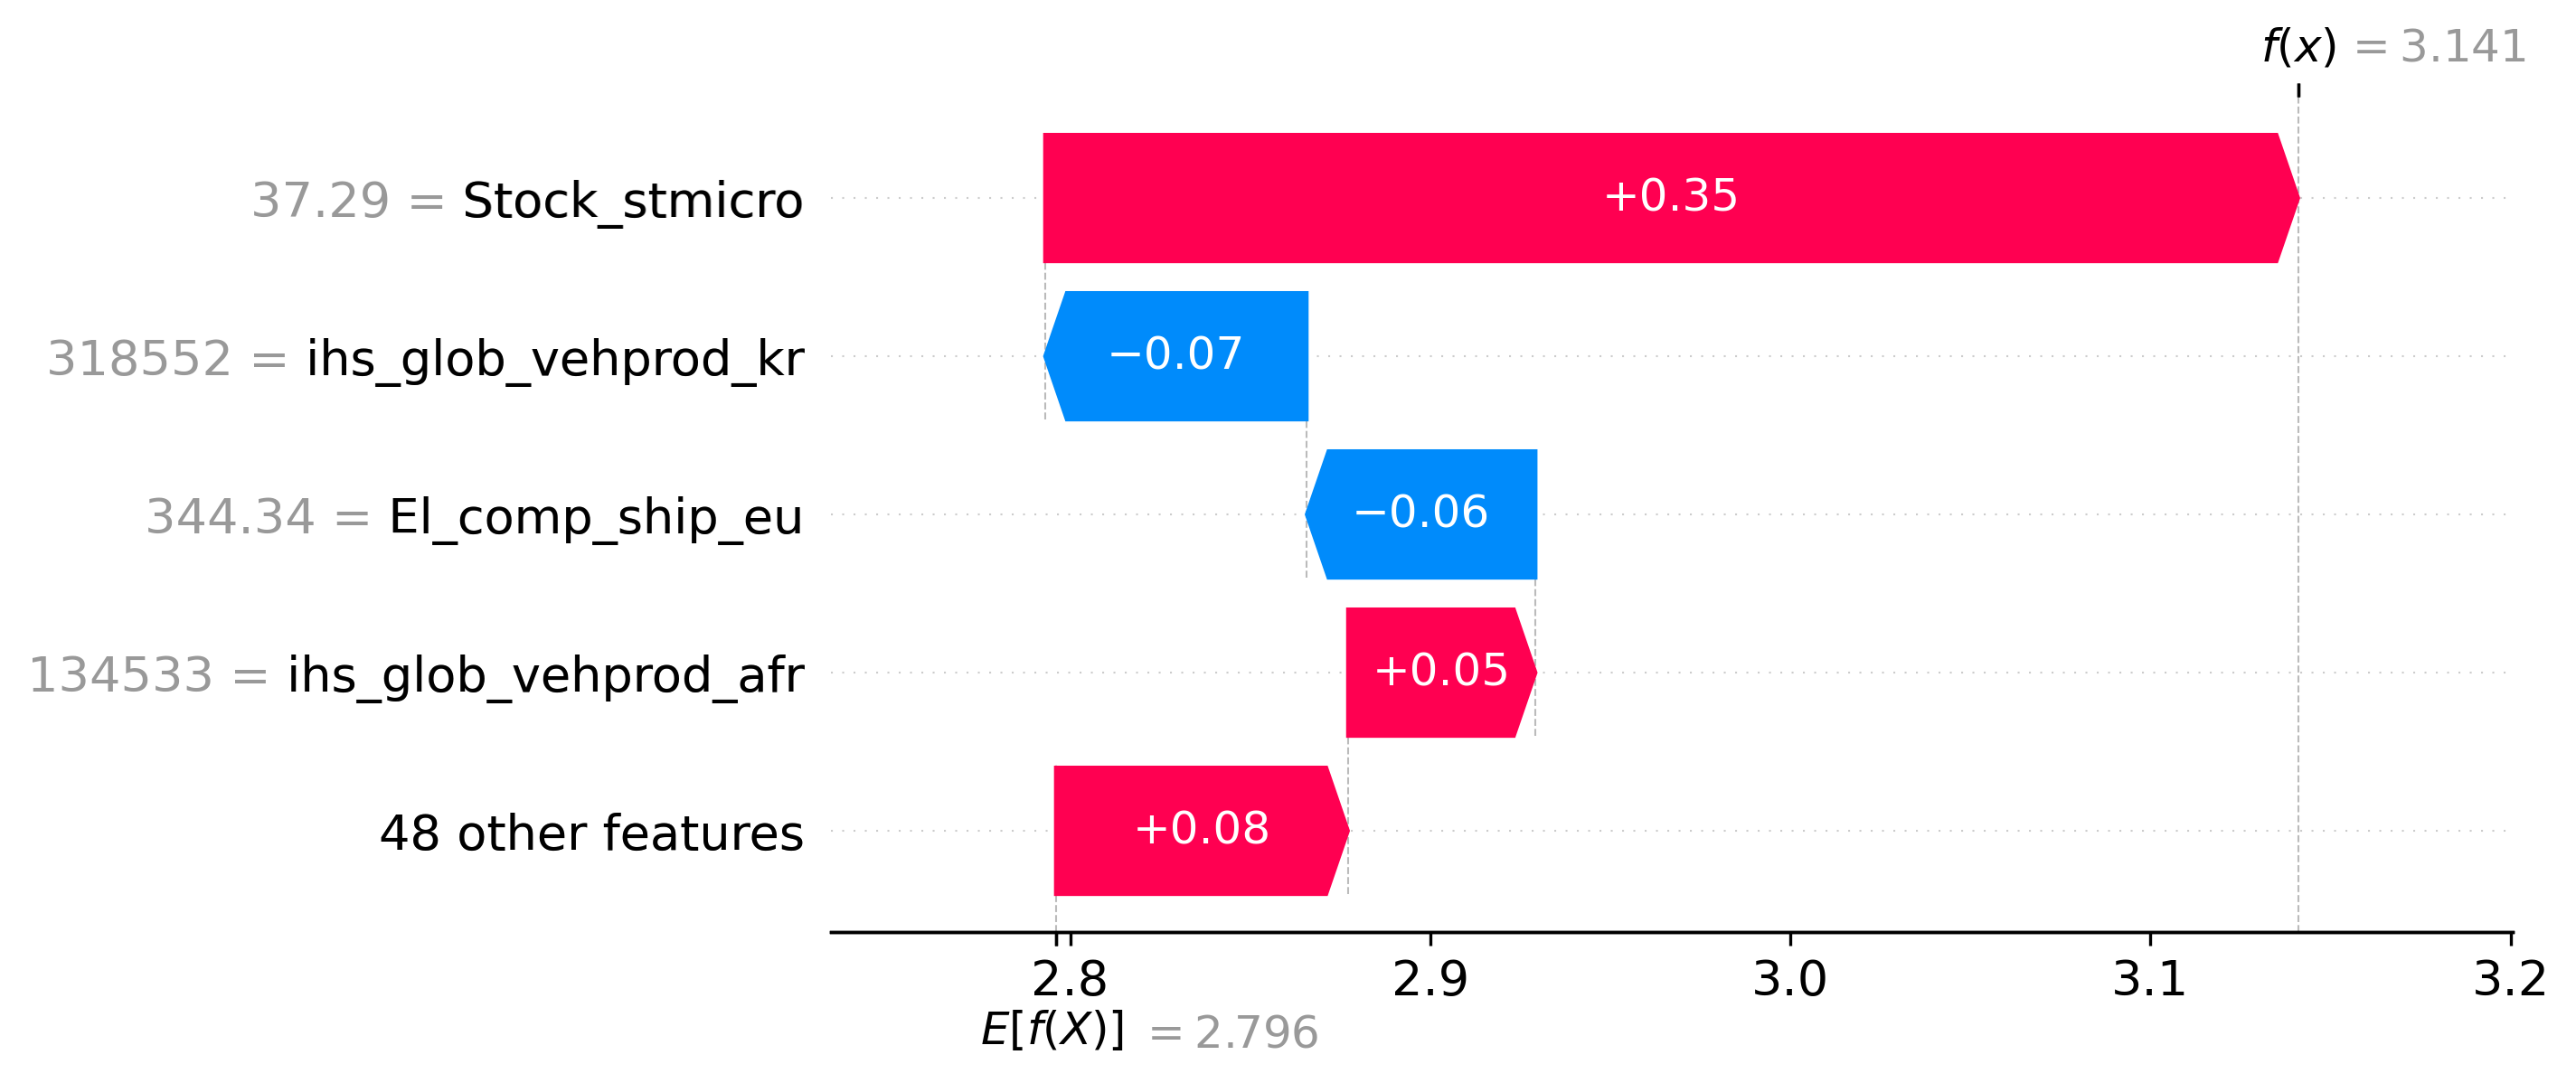 f(x) = 3.141
37.29 = Stock_stmicro
+0.35
318552 = ihs_glob_vehprod_kr
−0.07
344.34 = El_comp_ship_eu
−0.06
134533 = ihs_glob_vehprod_afr
+0.05
48 other features
+0.08
2.8 2.9 3.0 3.1 3.2
E[f(X)] = 2.796